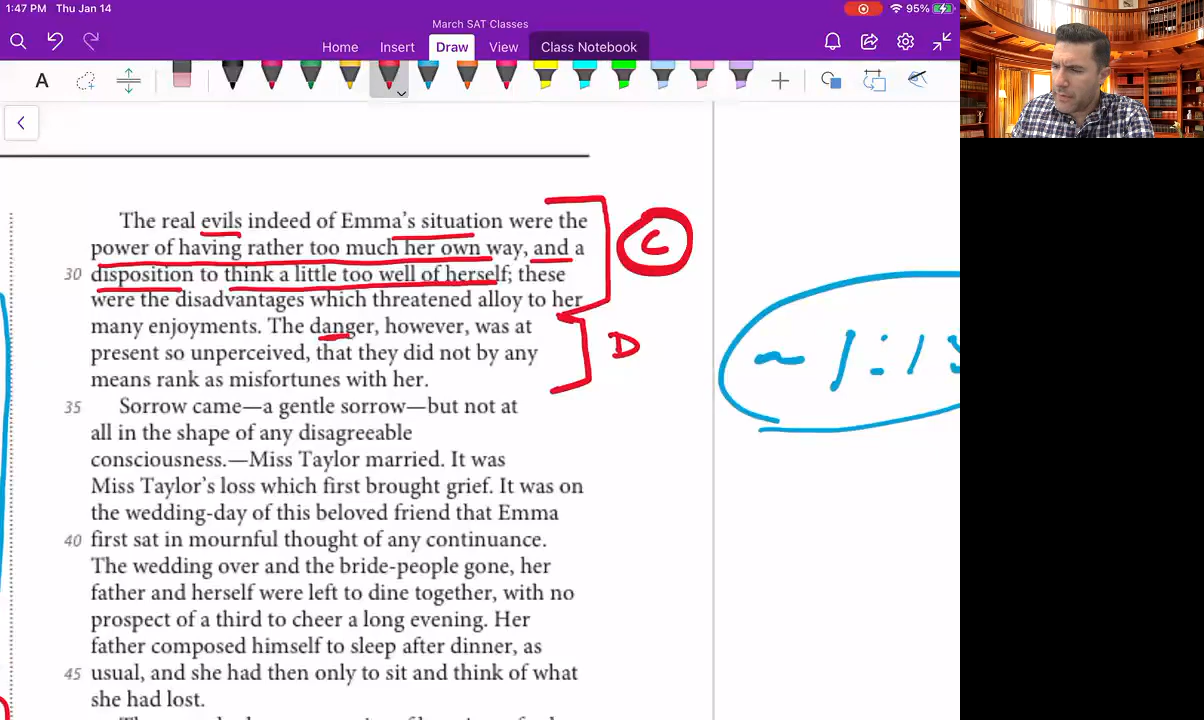 1:47 PM Thu Jan 14
March SAT Classes
95%
Home Insert Draw View Class Notebook
A
The real evils indeed of Emma's situation were the
power of having rather too much her own way, and a
30 disposition to think a little too well of herself; these
were the disadvantages which threatened alloy to her
many enjoyments. The danger, however, was at
present so unperceived, that they did not by any
means rank as misfortunes with her.
35 Sorrow came—a gentle sorrow—but not at
all in the shape of any disagreeable
consciousness.—Miss Taylor married. It was
Miss Taylor's loss which first brought grief. It was on
the wedding-day of this beloved friend that Emma
40 first sat in mournful thought of any continuance.
The wedding over and the bride-people gone, her
father and herself were left to dine together, with no
prospect of a third to cheer a long evening. Her
father composed himself to sleep after dinner, as
45 usual, and she had then only to sit and think of what
she had lost.
C
D
~ 1:1